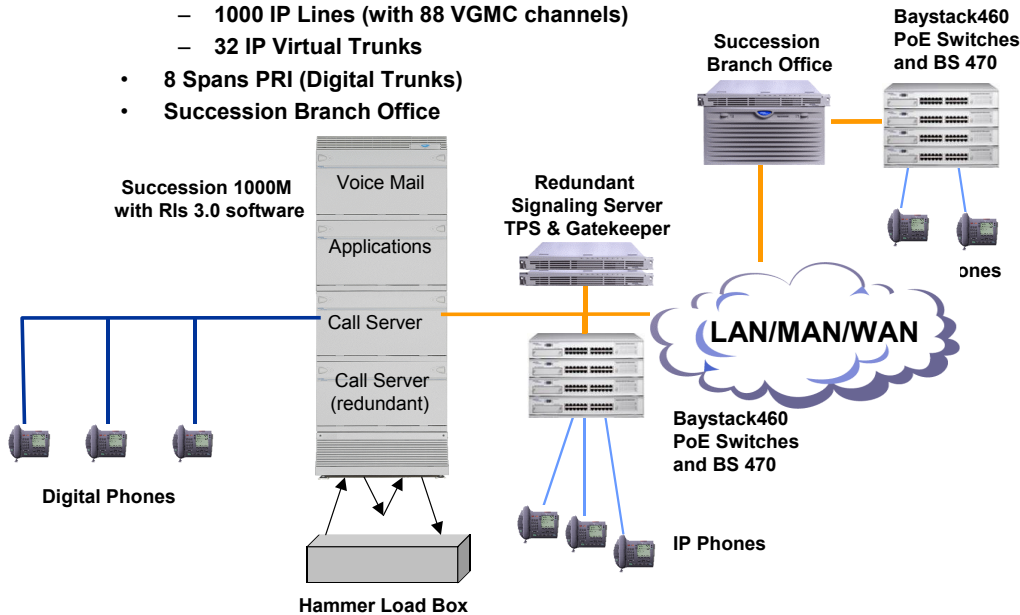 – 1000 IP Lines (with 88 VGMC channels)
– 32 IP Virtual Trunks
• 8 Spans PRI (Digital Trunks)
• Succession Branch Office
Succession
Branch Office
Baystack460
PoE Switches
and BS 470
Succession 1000M
with Rls 3.0 software
Voice Mail
Applications
Call Server
Call Server
(redundant)
Redundant
Signaling Server
TPS & Gatekeeper
ones
LAN/MAN/WAN
Baystack460
PoE Switches
and BS 470
Digital Phones
IP Phones
Hammer Load Box